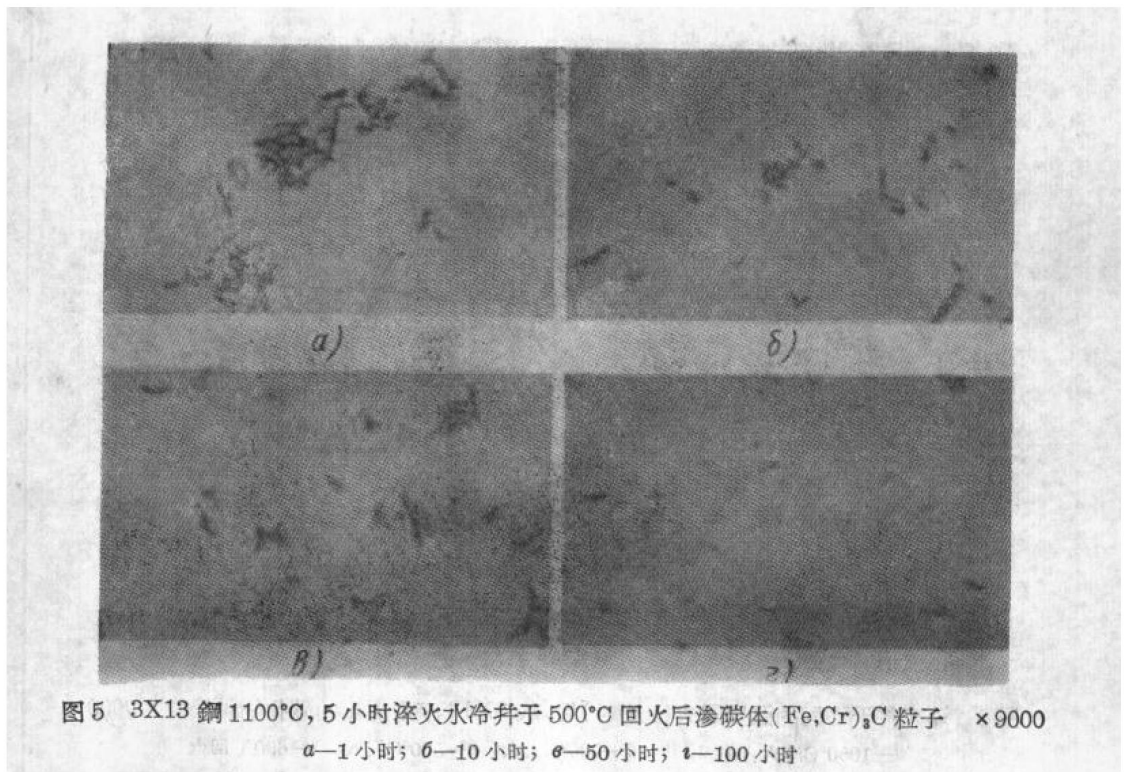 a)
б)
в)
г)
图5 3X13 鋼 1100°C, 5 小时淬火水冷幷于 500°C 回火后渗碳体(Fe,Cr)₃C 粒子 ×9000
a—1 小时; б—10 小时; в—50 小时; г—100 小时